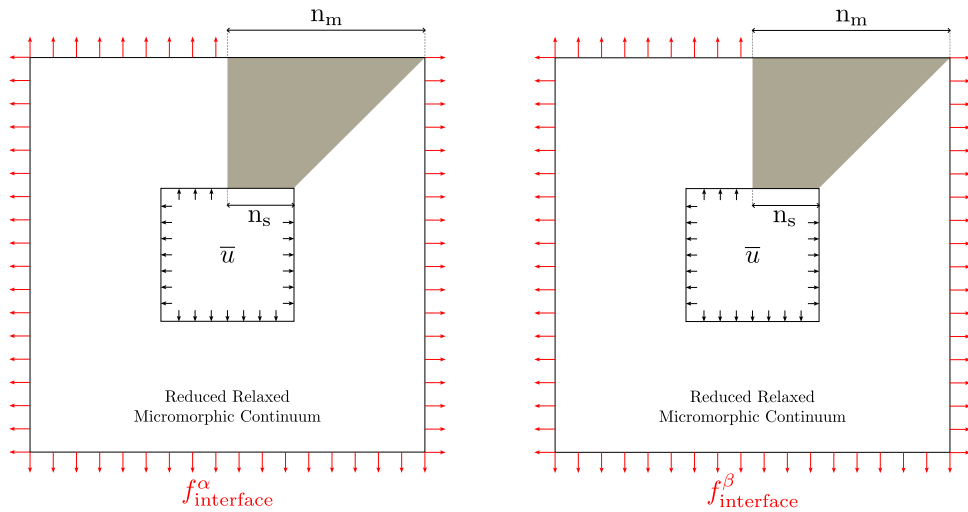 n_m
n_s
u̅
Reduced Relaxed
Micromorphic Continuum
f^α_interface
n_m
n_s
u̅
Reduced Relaxed
Micromorphic Continuum
f^β_interface